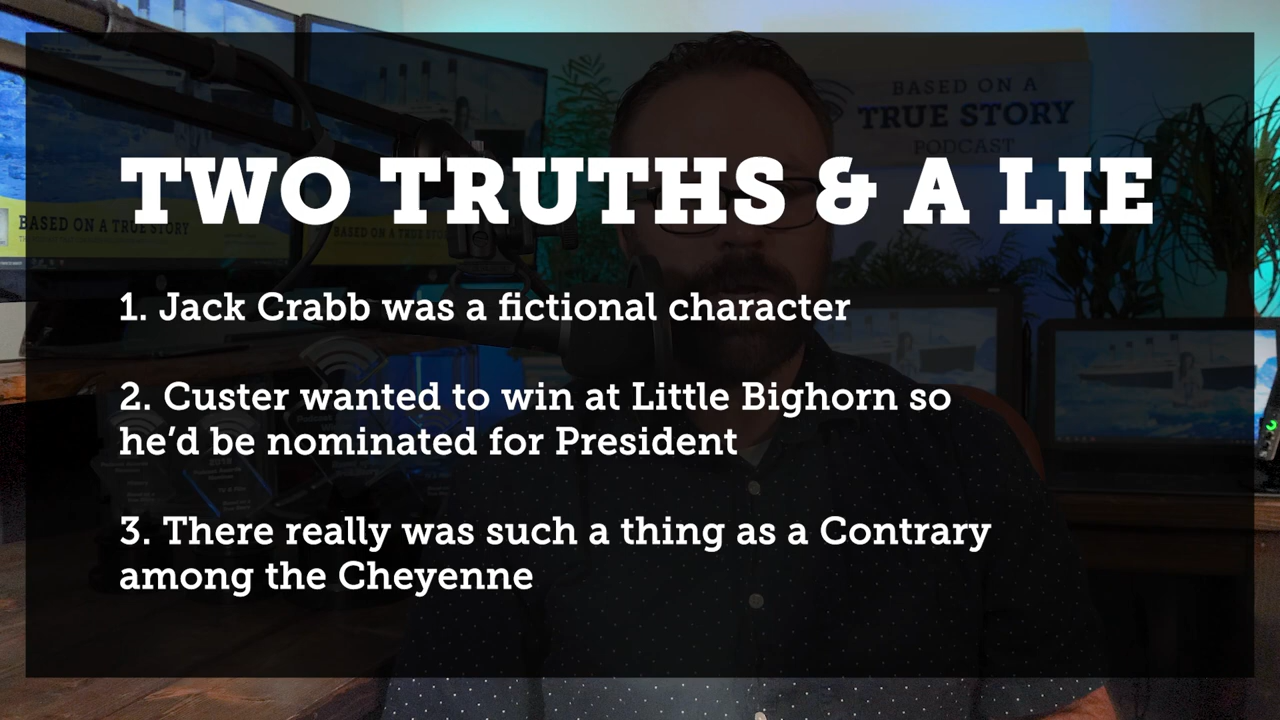 BASED ON A
TRUE STORY
PODCAST
TWO TRUTHS & A LIE
BASED ON A TRUE STORY
BASED ON A TRUE STORY
1. Jack Crabb was a fictional character
2. Custer wanted to win at Little Bighorn so
he’d be nominated for President
3. There really was such a thing as a Contrary
among the Cheyenne